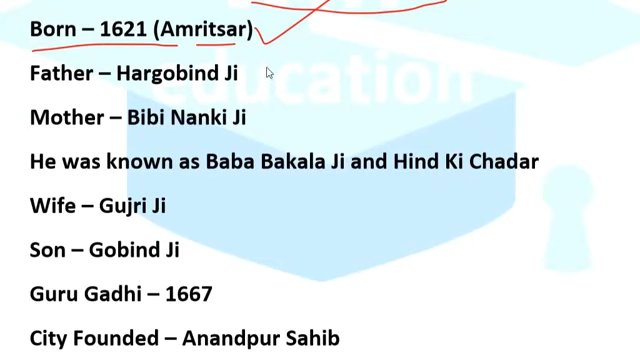 Born – 1621 (Amritsar)
Father – Hargobind Ji
Mother – Bibi Nanki Ji
He was known as Baba Bakala Ji and Hind Ki Chadar
Wife – Gujri Ji
Son – Gobind Ji
Guru Gadhi – 1667
City Founded – Anandpur Sahib
education